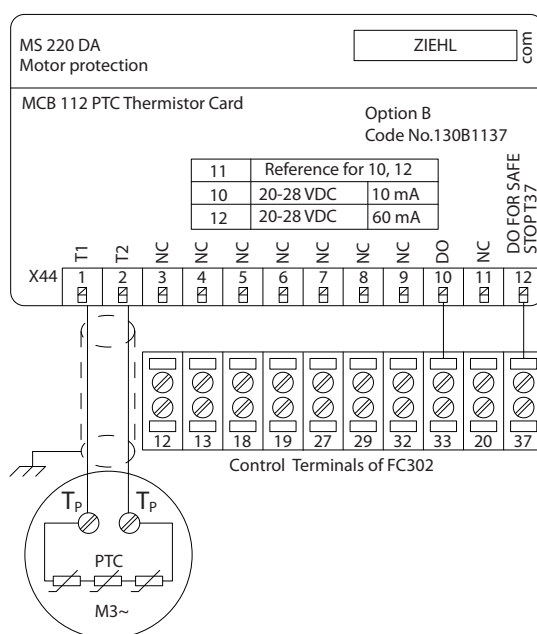 MS 220 DA
Motor protection
ZIEHL
com
MCB 112 PTC Thermistor Card
Option B
Code No.130B1137
11 Reference for 10, 12
10 20-28 VDC 10 mA
12 20-28 VDC 60 mA
T1 T2 NC NC NC NC NC NC NC DO NC DO FOR SAFE
STOP T37
X44 1 2 3 4 5 6 7 8 9 10 11 12
12 13 18 19 27 29 32 33 20 37
Control Terminals of FC302
TP TP
PTC
M3~